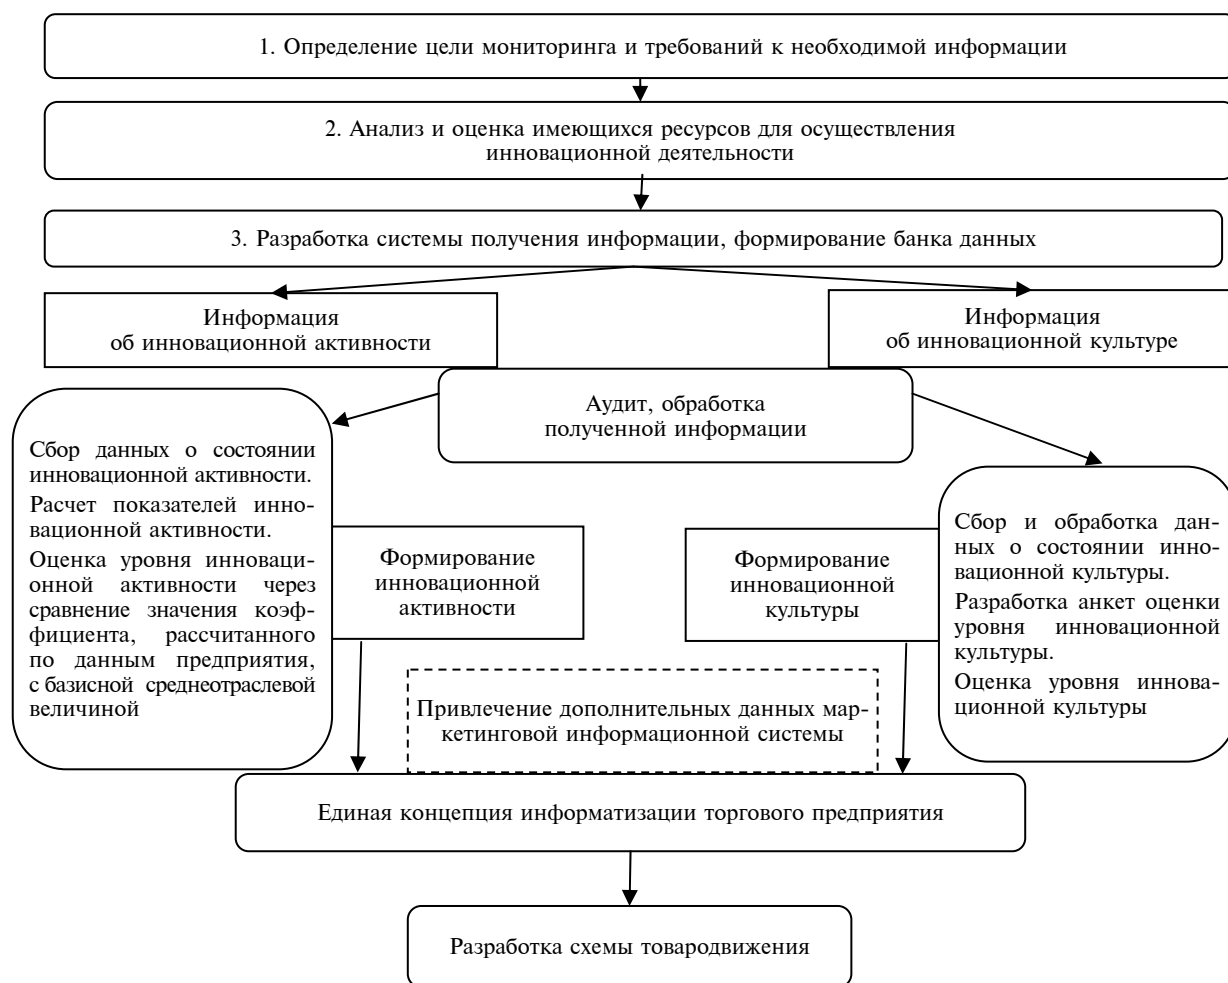 1. Определение цели мониторинга и требований к необходимой информации
2. Анализ и оценка имеющихся ресурсов для осуществления
инновационной деятельности
3. Разработка системы получения информации, формирование банка данных
Информация
об инновационной активности
Информация
об инновационной культуре
Аудит, обработка
полученной информации
Сбор данных о состоянии
инновационной активности.
Расчет показателей инно-
вационной активности.
Оценка уровня инноваци-
онной активности через
сравнение значения коэф-
фициента, рассчитанного
по данным предприятия,
с базисной среднеотраслевой
величиной
Формирование
инновационной
активности
Формирование
инновационной
культуры
Сбор и обработка дан-
ных о состоянии инно-
вационной культуры.
Разработка анкет оценки
уровня инновационной
культуры.
Оценка уровня иннова-
ционной культуры
Привлечение дополнительных данных мар-
кетинговой информационной системы
Единая концепция информатизации торгового предприятия
Разработка схемы товародвижения